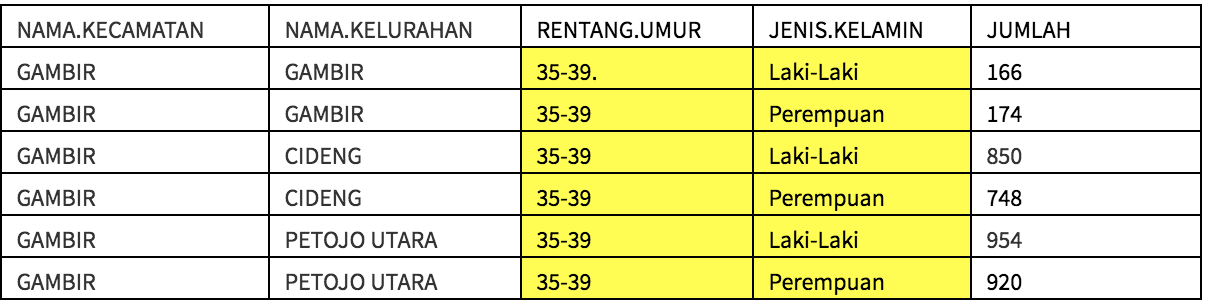 NAMA.KECAMATAN NAMA.KELURAHAN RENTANG.UMUR JENIS.KELAMIN JUMLAH
GAMBIR GAMBIR 35-39. Laki-Laki 166
GAMBIR GAMBIR 35-39 Perempuan 174
GAMBIR CIDENG 35-39 Laki-Laki 850
GAMBIR CIDENG 35-39 Perempuan 748
GAMBIR PETOJO UTARA 35-39 Laki-Laki 954
GAMBIR PETOJO UTARA 35-39 Perempuan 920